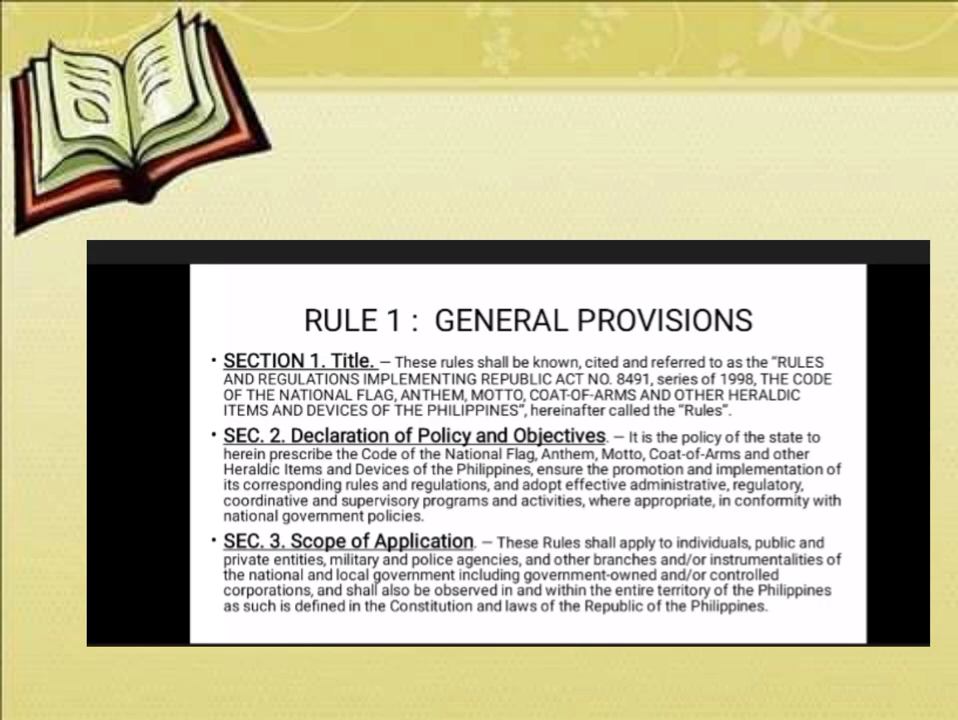 RULE 1 :  GENERAL PROVISIONS
• SECTION 1. Title. – These rules shall be known, cited and referred to as the “RULES
AND REGULATIONS IMPLEMENTING REPUBLIC ACT NO. 8491, series of 1998, THE CODE
OF THE NATIONAL FLAG, ANTHEM, MOTTO, COAT-OF-ARMS AND OTHER HERALDIC
ITEMS AND DEVICES OF THE PHILIPPINES”, hereinafter called the “Rules”.
• SEC. 2. Declaration of Policy and Objectives. – It is the policy of the state to
herein prescribe the Code of the National Flag, Anthem, Motto, Coat-of-Arms and other
Heraldic Items and Devices of the Philippines, ensure the promotion and implementation of
its corresponding rules and regulations, and adopt effective administrative, regulatory,
coordinative and supervisory programs and activities, where appropriate, in conformity with
national government policies.
• SEC. 3. Scope of Application. – These Rules shall apply to individuals, public and
private entities, military and police agencies, and other branches and/or instrumentalities of
the national and local government including government-owned and/or controlled
corporations, and shall also be observed in and within the entire territory of the Philippines
as such is defined in the Constitution and laws of the Republic of the Philippines.